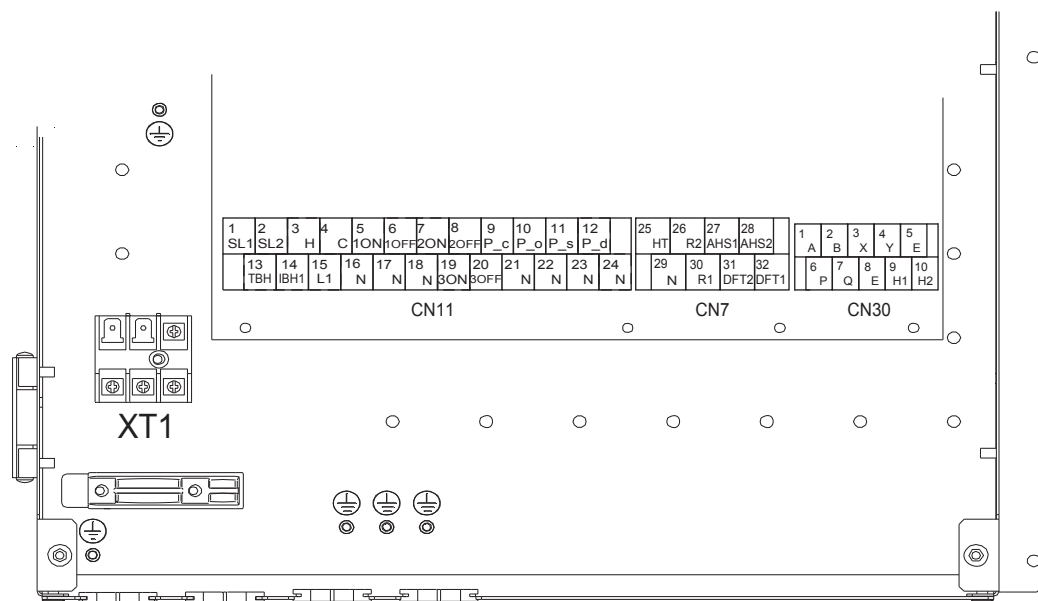 1 2 3 4 5 6 7 8 9 10 11 12
SL1 SL2 H C 1ON 1OFF 2ON 2OFF P_c P_o P_s P_d
13 14 15 16 17 18 19 20 21 22 23 24
TBH IBH1 L1 N N N 3ON 3OFF N N N N
CN11
25 26 27 28
HT R2 AHS1 AHS2
29 30 31 32
N R1 DFT2 DFT1
CN7
1 2 3 4 5
A B X Y E
6 7 8 9 10
P Q E H1 H2
CN30
XT1